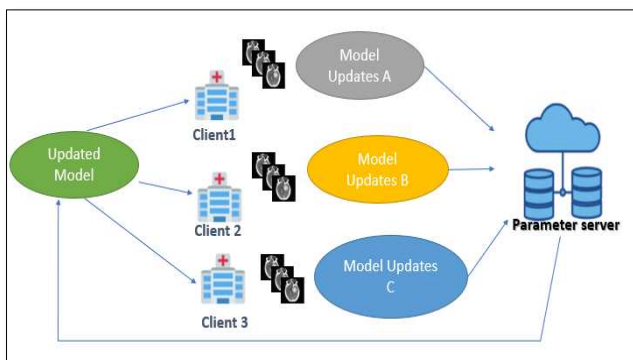 Model
Updates A
Client1
Updated
Model
Model
Updates B
Client 2
Parameter server
Model Updates
C
Client 3